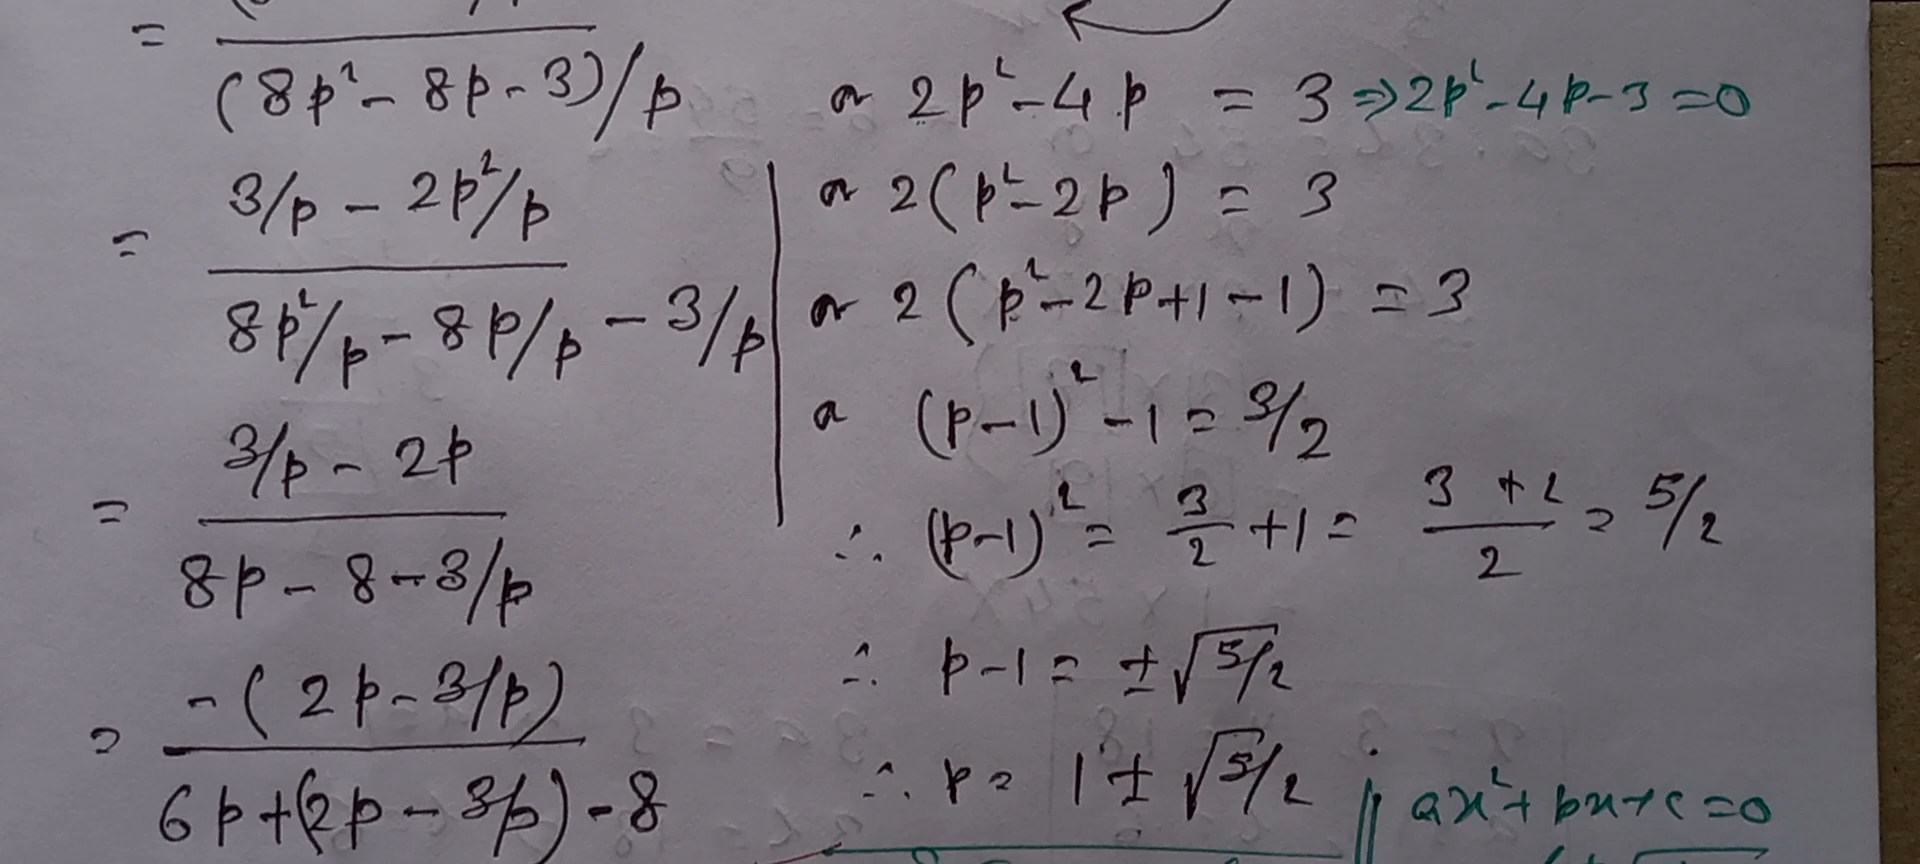 = (8p² - 8p - 3)/p
= 3/p - 2p²/p
8p²/p - 8p/p - 3/p
= 3/p - 2p
8p - 8 - 3/p
= -(2p - 3/p)
6p + (2p - 3/p) - 8
or 2p² - 4p = 3 ⇒ 2p² - 4p - 3 = 0
or 2(p² - 2p) = 3
or 2(p² - 2p + 1 - 1) = 3
or (p - 1)² - 1 = 3/2
∴ (p - 1)² = 3/2 + 1 = (3 + 2)/2 = 5/2
∴ p - 1 = ± √5/2
∴ p = 1 ± √5/2
ax² + bx + c = 0